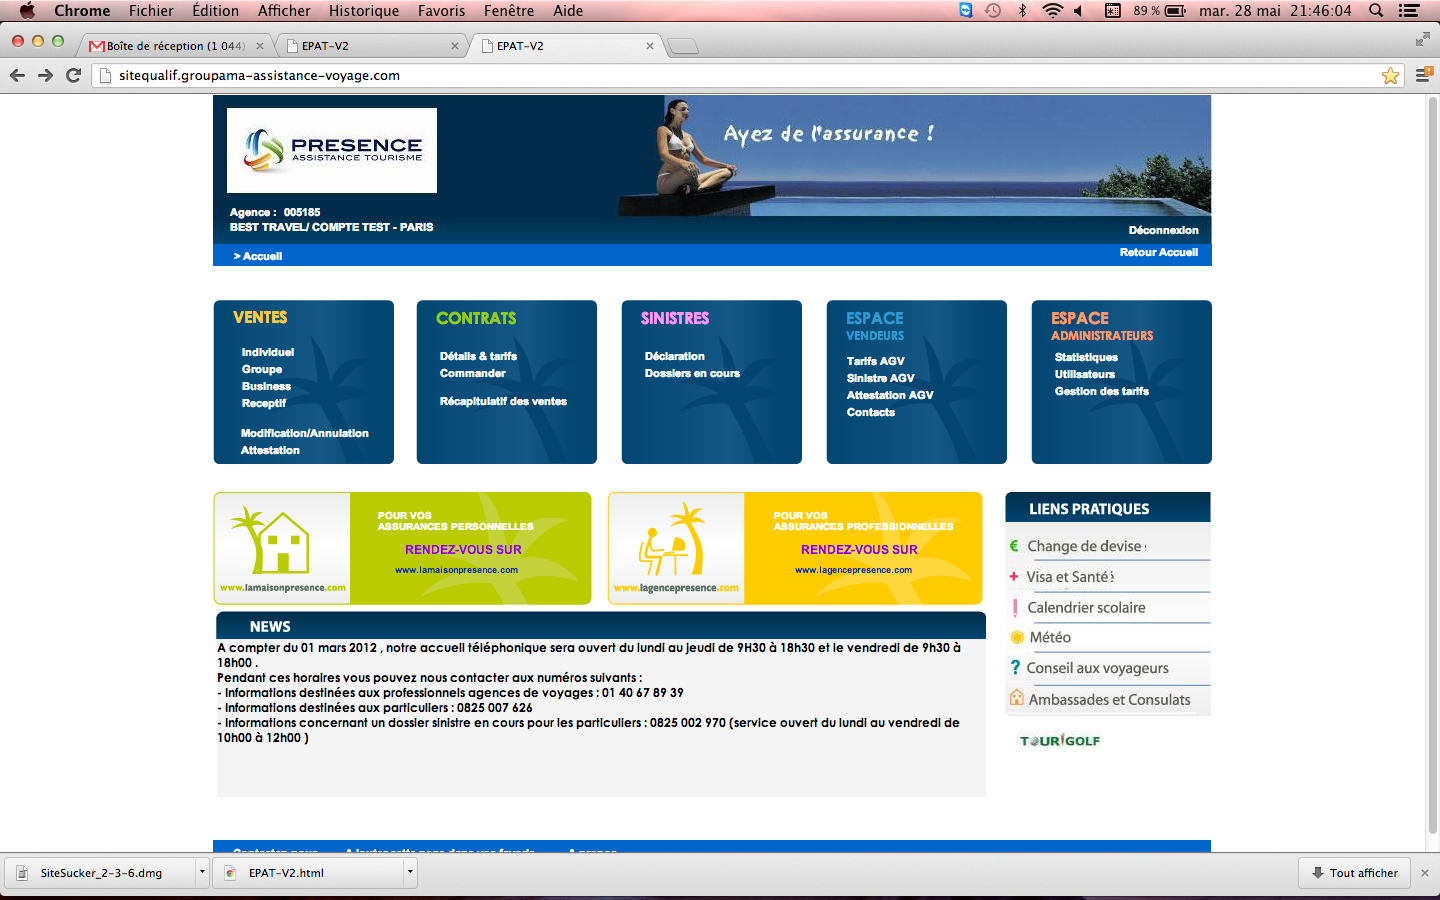 Chrome Fichier Édition Afficher Historique Favoris Fenêtre Aide 89 % mar. 28 mai 21:46:04
Boîte de réception (1 044) EPAT-V2 EPAT-V2
sitequalif.groupama-assistance-voyage.com
PRESENCE
ASSISTANCE TOURISME
Ayez de l'assurance !
Agence : 005185
BEST TRAVEL/ COMPTE TEST - PARIS
Déconnexion
> Accueil
Retour Accueil
VENTES
Individuel
Groupe
Business
Receptif
Modification/Annulation
Attestation
CONTRATS
Détails & tarifs
Commander
Récapitulatif des ventes
SINISTRES
Déclaration
Dossiers en cours
ESPACE
VENDEURS
Tarifs AGV
Sinistre AGV
Attestation AGV
Contacts
ESPACE
ADMINISTRATEURS
Statistiques
Utilisateurs
Gestion des tarifs
www.lamaisonpresence.com
POUR VOS
ASSURANCES PERSONNELLES
RENDEZ-VOUS SUR
www.lamaisonpresence.com
www.lagencepresence.com
POUR VOS
ASSURANCES PROFESSIONNELLES
RENDEZ-VOUS SUR
www.lagencepresence.com
LIENS PRATIQUES
€ Change de devise
+ Visa et Santé
Calendrier scolaire
Météo
? Conseil aux voyageurs
Ambassades et Consulats
TOURGOLF
NEWS
A compter du 01 mars 2012 , notre accueil téléphonique sera ouvert du lundi au jeudi de 9H30 à 18h30 et le vendredi de 9h30 à
18h00 .
Pendant ces horaires vous pouvez nous contacter aux numéros suivants :
- Informations destinées aux professionnels agences de voyages : 01 40 67 89 39
- Informations destinées aux particuliers : 0825 007 626
- Informations concernant un dossier sinistre en cours pour les particuliers : 0825 002 970 (service ouvert du lundi au vendredi de
10h00 à 12h00 )
SiteSucker_2-3-6.dmg EPAT-V2.html Tout afficher